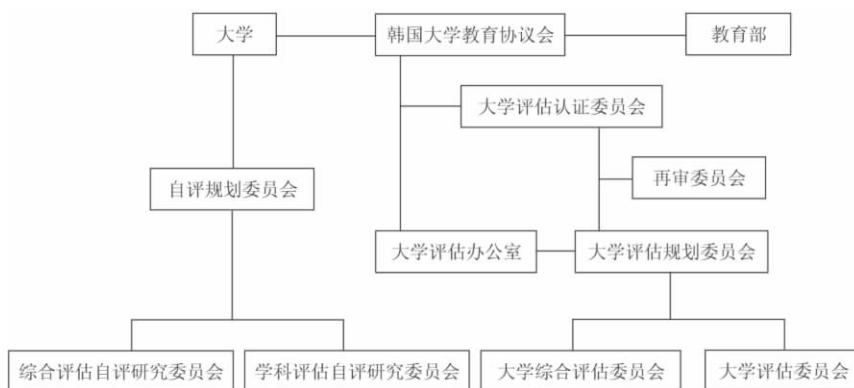 大学
韩国大学教育协议会
教育部
大学评估认证委员会
自评规划委员会
再审委员会
大学评估办公室
大学评估规划委员会
综合评估自评研究委员会
学科评估自评研究委员会
大学综合评估委员会
大学评估委员会